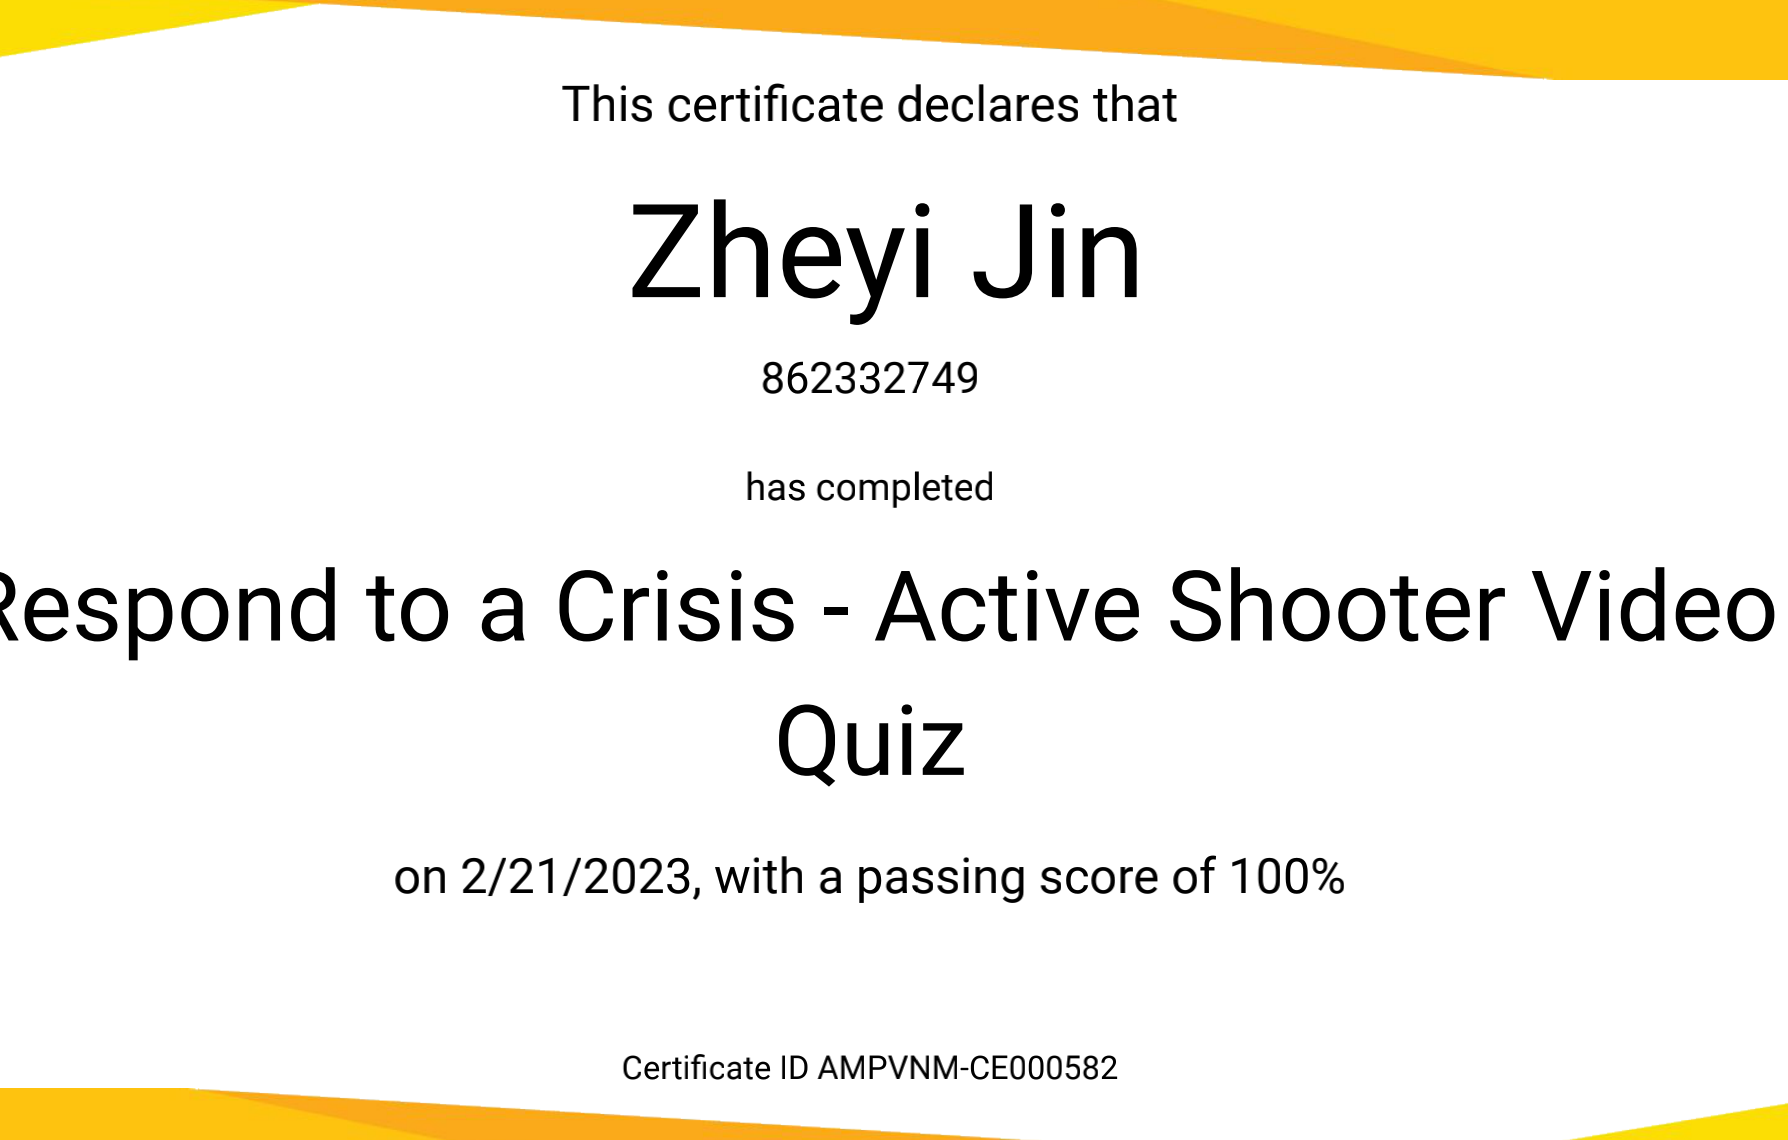 This certificate declares that
Zheyi Jin
862332749
has completed
Respond to a Crisis - Active Shooter Video
Quiz
on 2/21/2023, with a passing score of 100%
Certificate ID AMPVNM-CE000582